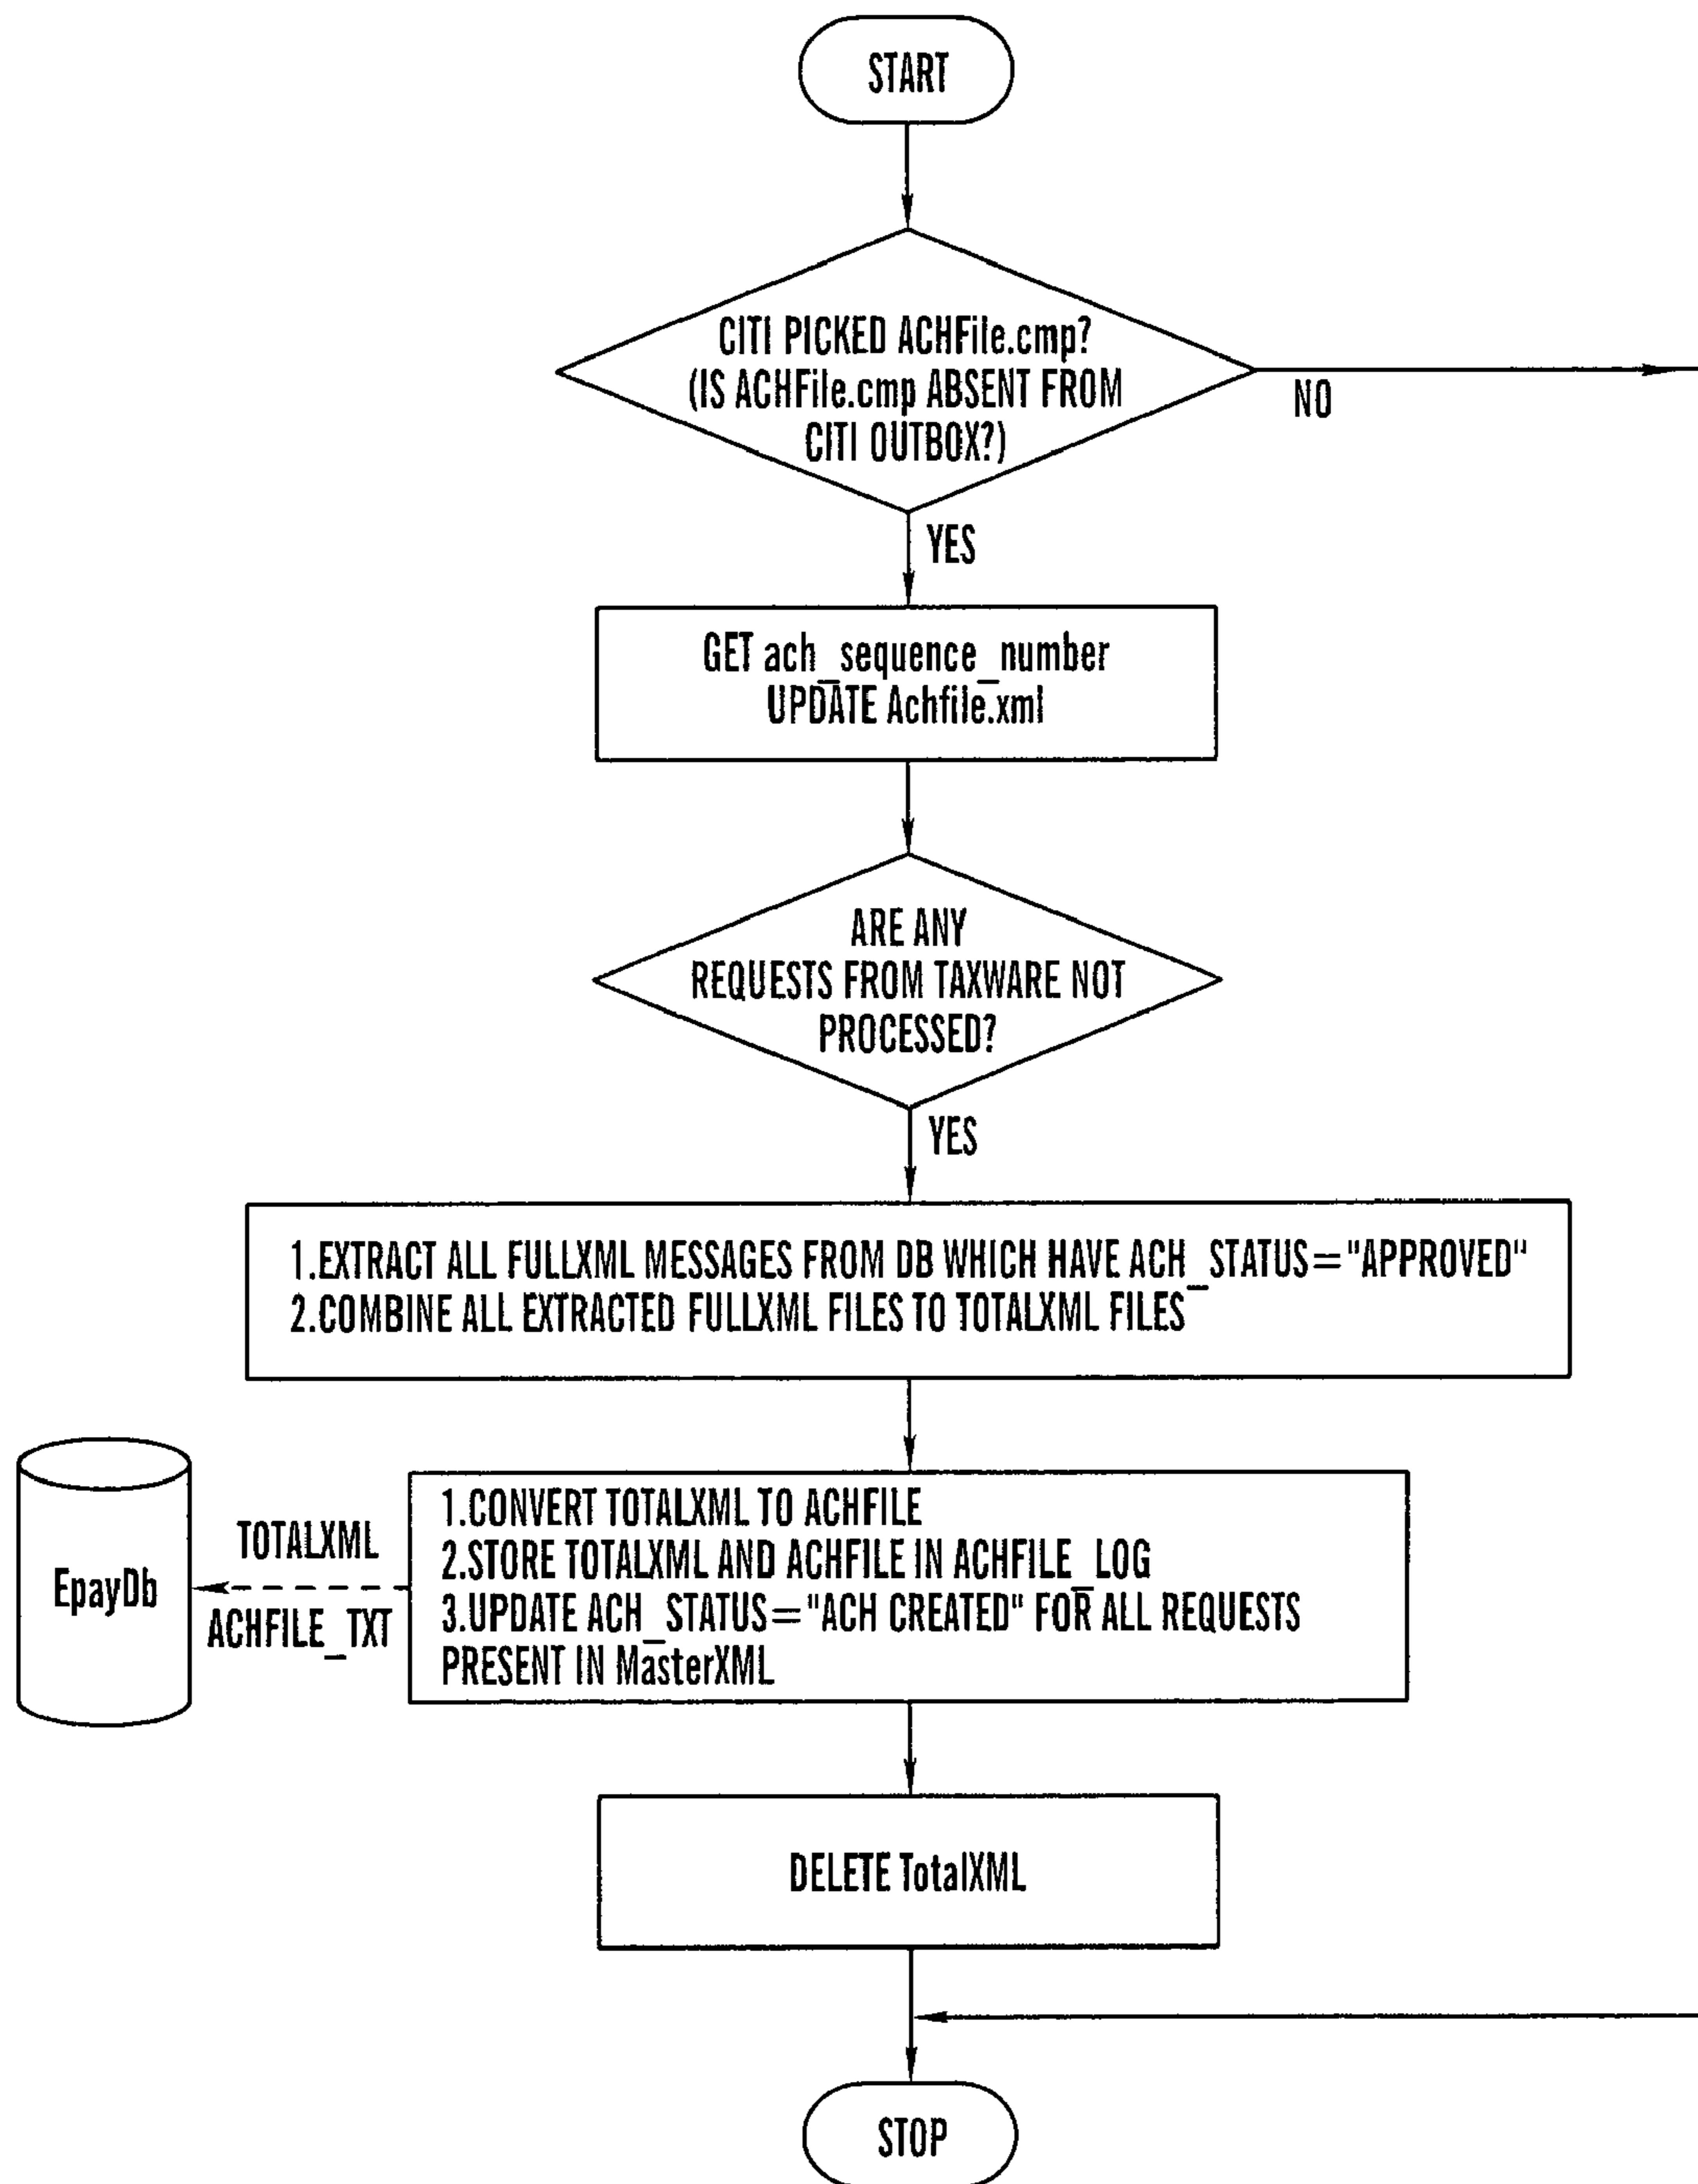 START
CITI PICKED ACHFile.cmp?
(IS ACHFile.cmp ABSENT FROM
CITI OUTBOX?)
NO
YES
GET ach_sequence_number
UPDATE Achfile.xml
ARE ANY
REQUESTS FROM TAXWARE NOT
PROCESSED?
YES
1.EXTRACT ALL FULLXML MESSAGES FROM DB WHICH HAVE ACH_STATUS="APPROVED"
2.COMBINE ALL EXTRACTED FULLXML FILES TO TOTALXML FILES
EpayDb
TOTALXML
ACHFILE_TXT
1.CONVERT TOTALXML TO ACHFILE
2.STORE TOTALXML AND ACHFILE IN ACHFILE_LOG
3.UPDATE ACH_STATUS="ACH CREATED" FOR ALL REQUESTS
PRESENT IN MasterXML
DELETE TotalXML
STOP